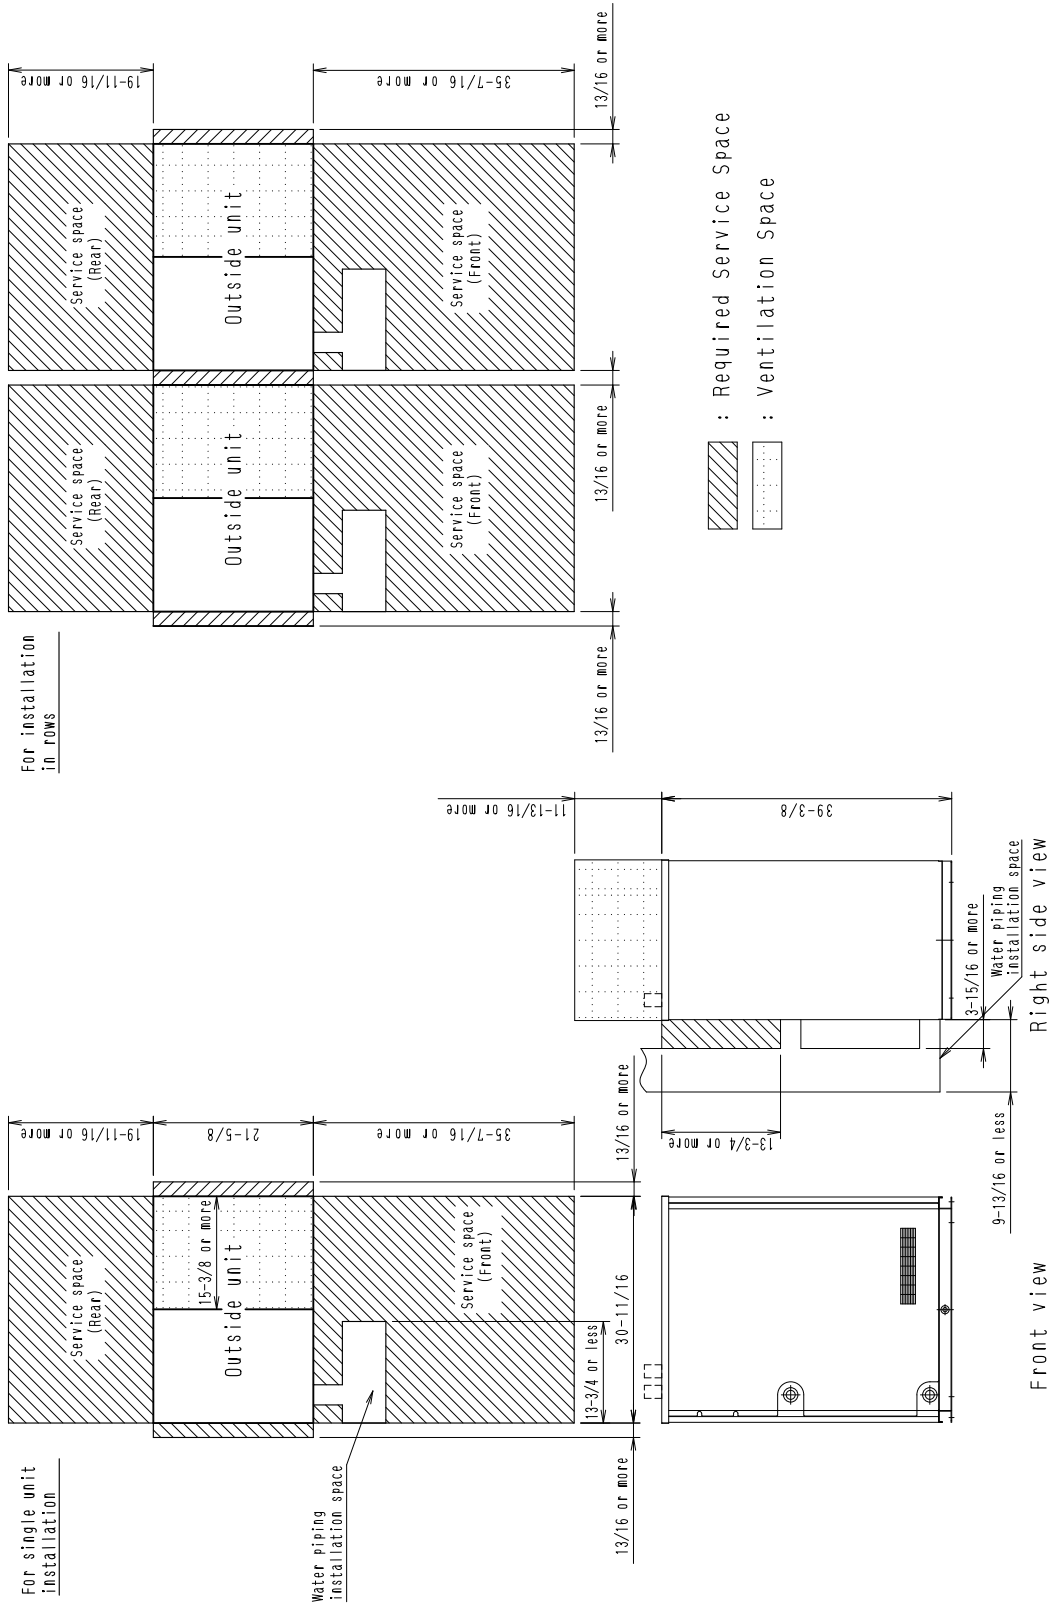 For single unit
installation
Service space
(Rear)
19-11/16 or more
Outside unit
15-3/8 or more
21-5/8
Water piping
installation space
Service space
(Front)
35-7/16 or more
13-3/4 or less
30-11/16
13/16 or more
13/16 or more
Front view
11-13/16 or more
39-3/8
13-3/4 or more
3-15/16 or more
9-13/16 or less
Water piping
installation space
Right side view
For installation
in rows
Service space
(Rear)
Service space
(Rear)
19-11/16 or more
Outside unit
Outside unit
Service space
(Front)
Service space
(Front)
35-7/16 or more
13/16 or more
13/16 or more
13/16 or more
: Required Service Space
: Ventilation Space